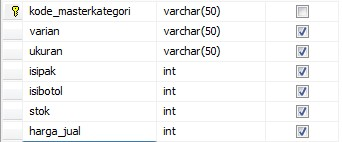 kode_masterkategori varchar(50)
varian varchar(50)
ukuran varchar(50)
isipak int
isibotol int
stok int
harga_jual int